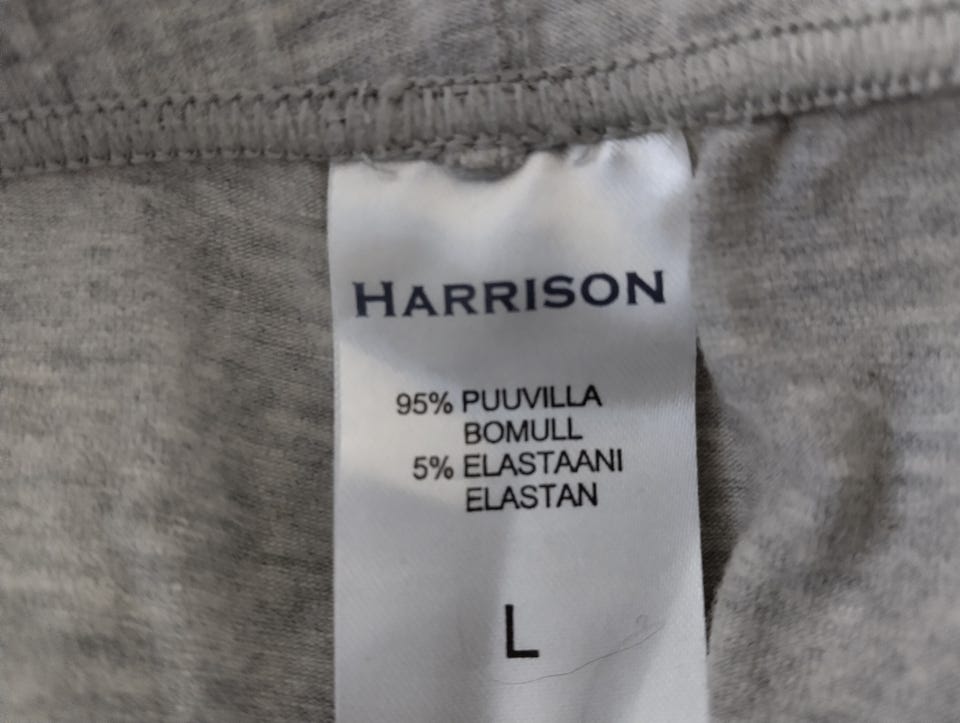 HARRISON
95% PUUVILLA
BOMULL
5% ELASTAANI
ELASTAN
L